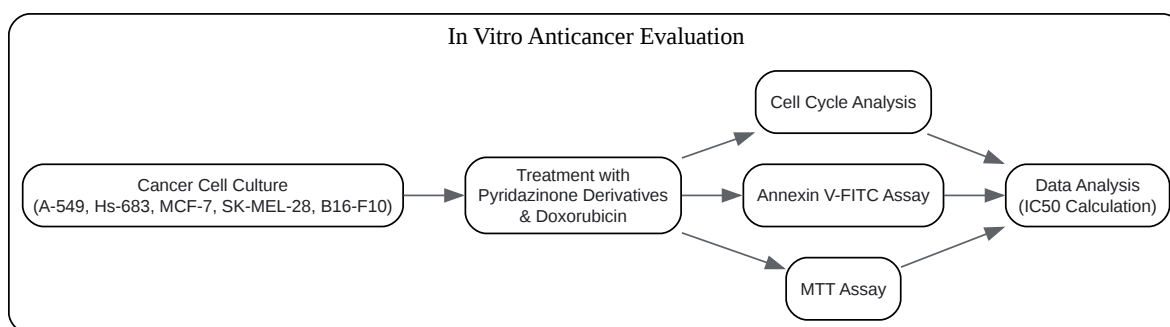 In Vitro Anticancer Evaluation
Cancer Cell Culture
(A-549, Hs-683, MCF-7, SK-MEL-28, B16-F10)
Treatment with
Pyridazinone Derivatives
& Doxorubicin
Cell Cycle Analysis
Annexin V-FITC Assay
MTT Assay
Data Analysis
(IC50 Calculation)